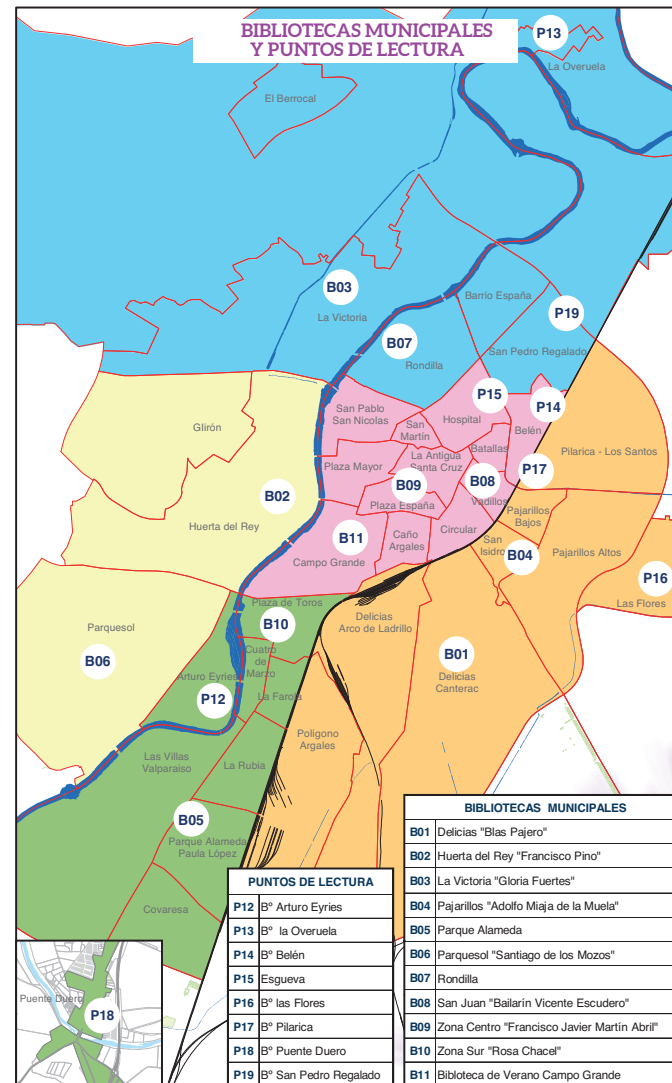 BIBLIOTECAS MUNICIPALES
Y PUNTOS DE LECTURA
P13
La Overuela
El Berrocal
B03
La Victoria
Barrio España
P19
B07
San Pedro Regalado
Rondilla
P15
San Pablo
San Nicolas
P14
San
Martín
Hospital
Belén
Glirón
La Antigua
Santa Cruz
Batallas
Pilarica - Los Santos
Plaza Mayor
P17
B09
B08
B02
Plaza España
Vadillos
Pajarillos
Bajos
Huerta del Rey
B11
Caño
Argales
Circular
San
Isidro
B04
Pajarillos Altos
Campo Grande
P16
Las Flores
Plaza de Toros
Delicias
Arco de Ladrillo
B10
Parquesol
Cuatro
de
Marzo
B01
B06
Arturo Eyries
Delicias
Canterac
P12
La Farola
Polígono
Argales
Las Villas
Valparaiso
La Rubia
B05
Parque Alameda
Paula López
Covaresa
Puente Duero
P18
PUNTOS DE LECTURA
P12 Bº Arturo Eyries
P13 Bº la Overuela
P14 Bº Belén
P15 Esgueva
P16 Bº las Flores
P17 Bº Pilarica
P18 Bº Puente Duero
P19 Bº San Pedro Regalado
BIBLIOTECAS MUNICIPALES
B01 Delicias "Blas Pajero"
B02 Huerta del Rey "Francisco Pino"
B03 La Victoria "Gloria Fuertes"
B04 Pajarillos "Adolfo Miaja de la Muela"
B05 Parque Alameda
B06 Parquesol "Santiago de los Mozos"
B07 Rondilla
B08 San Juan "Bailarín Vicente Escudero"
B09 Zona Centro "Francisco Javier Martín Abril"
B10 Zona Sur "Rosa Chacel"
B11 Bibloteca de Verano Campo Grande